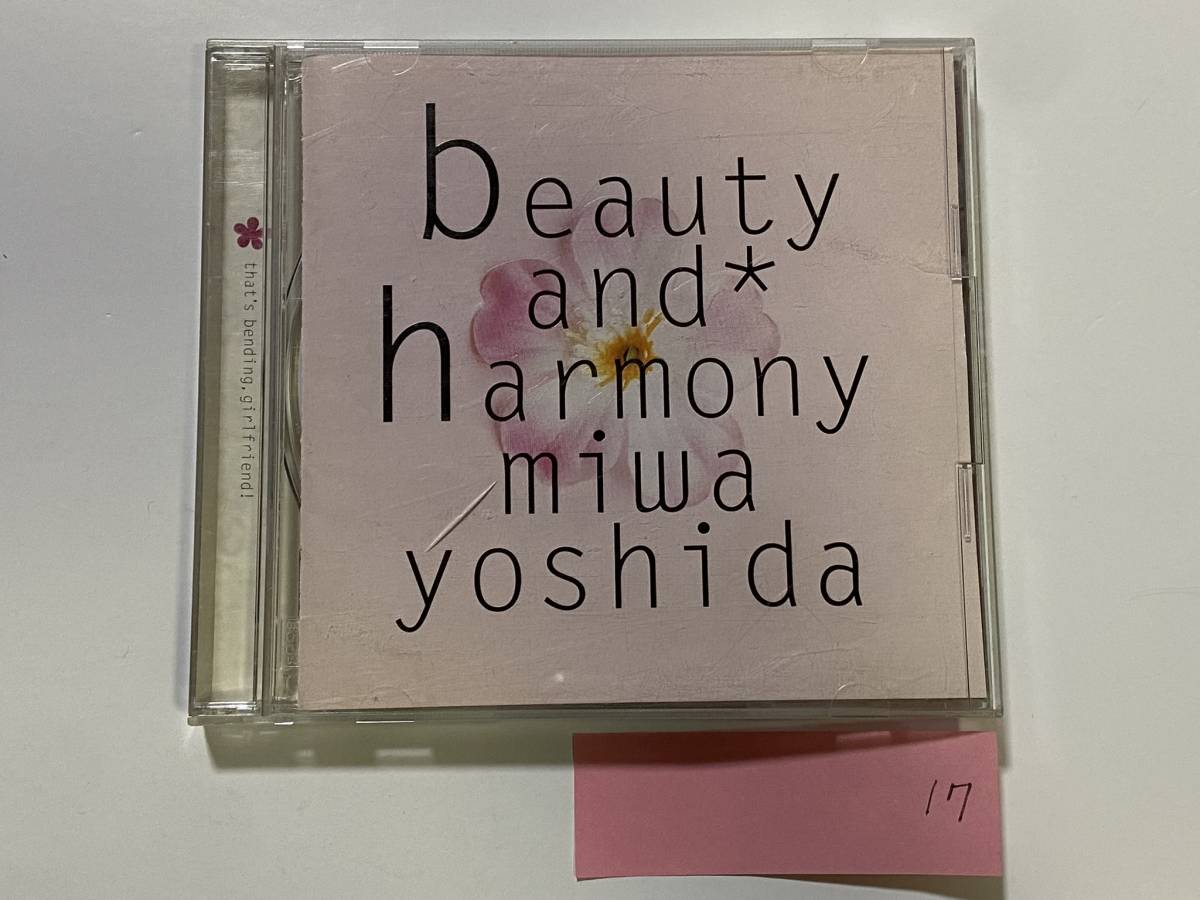 beauty
and*
harmony
miwa
yoshida
that's bending,girlfriend!
17